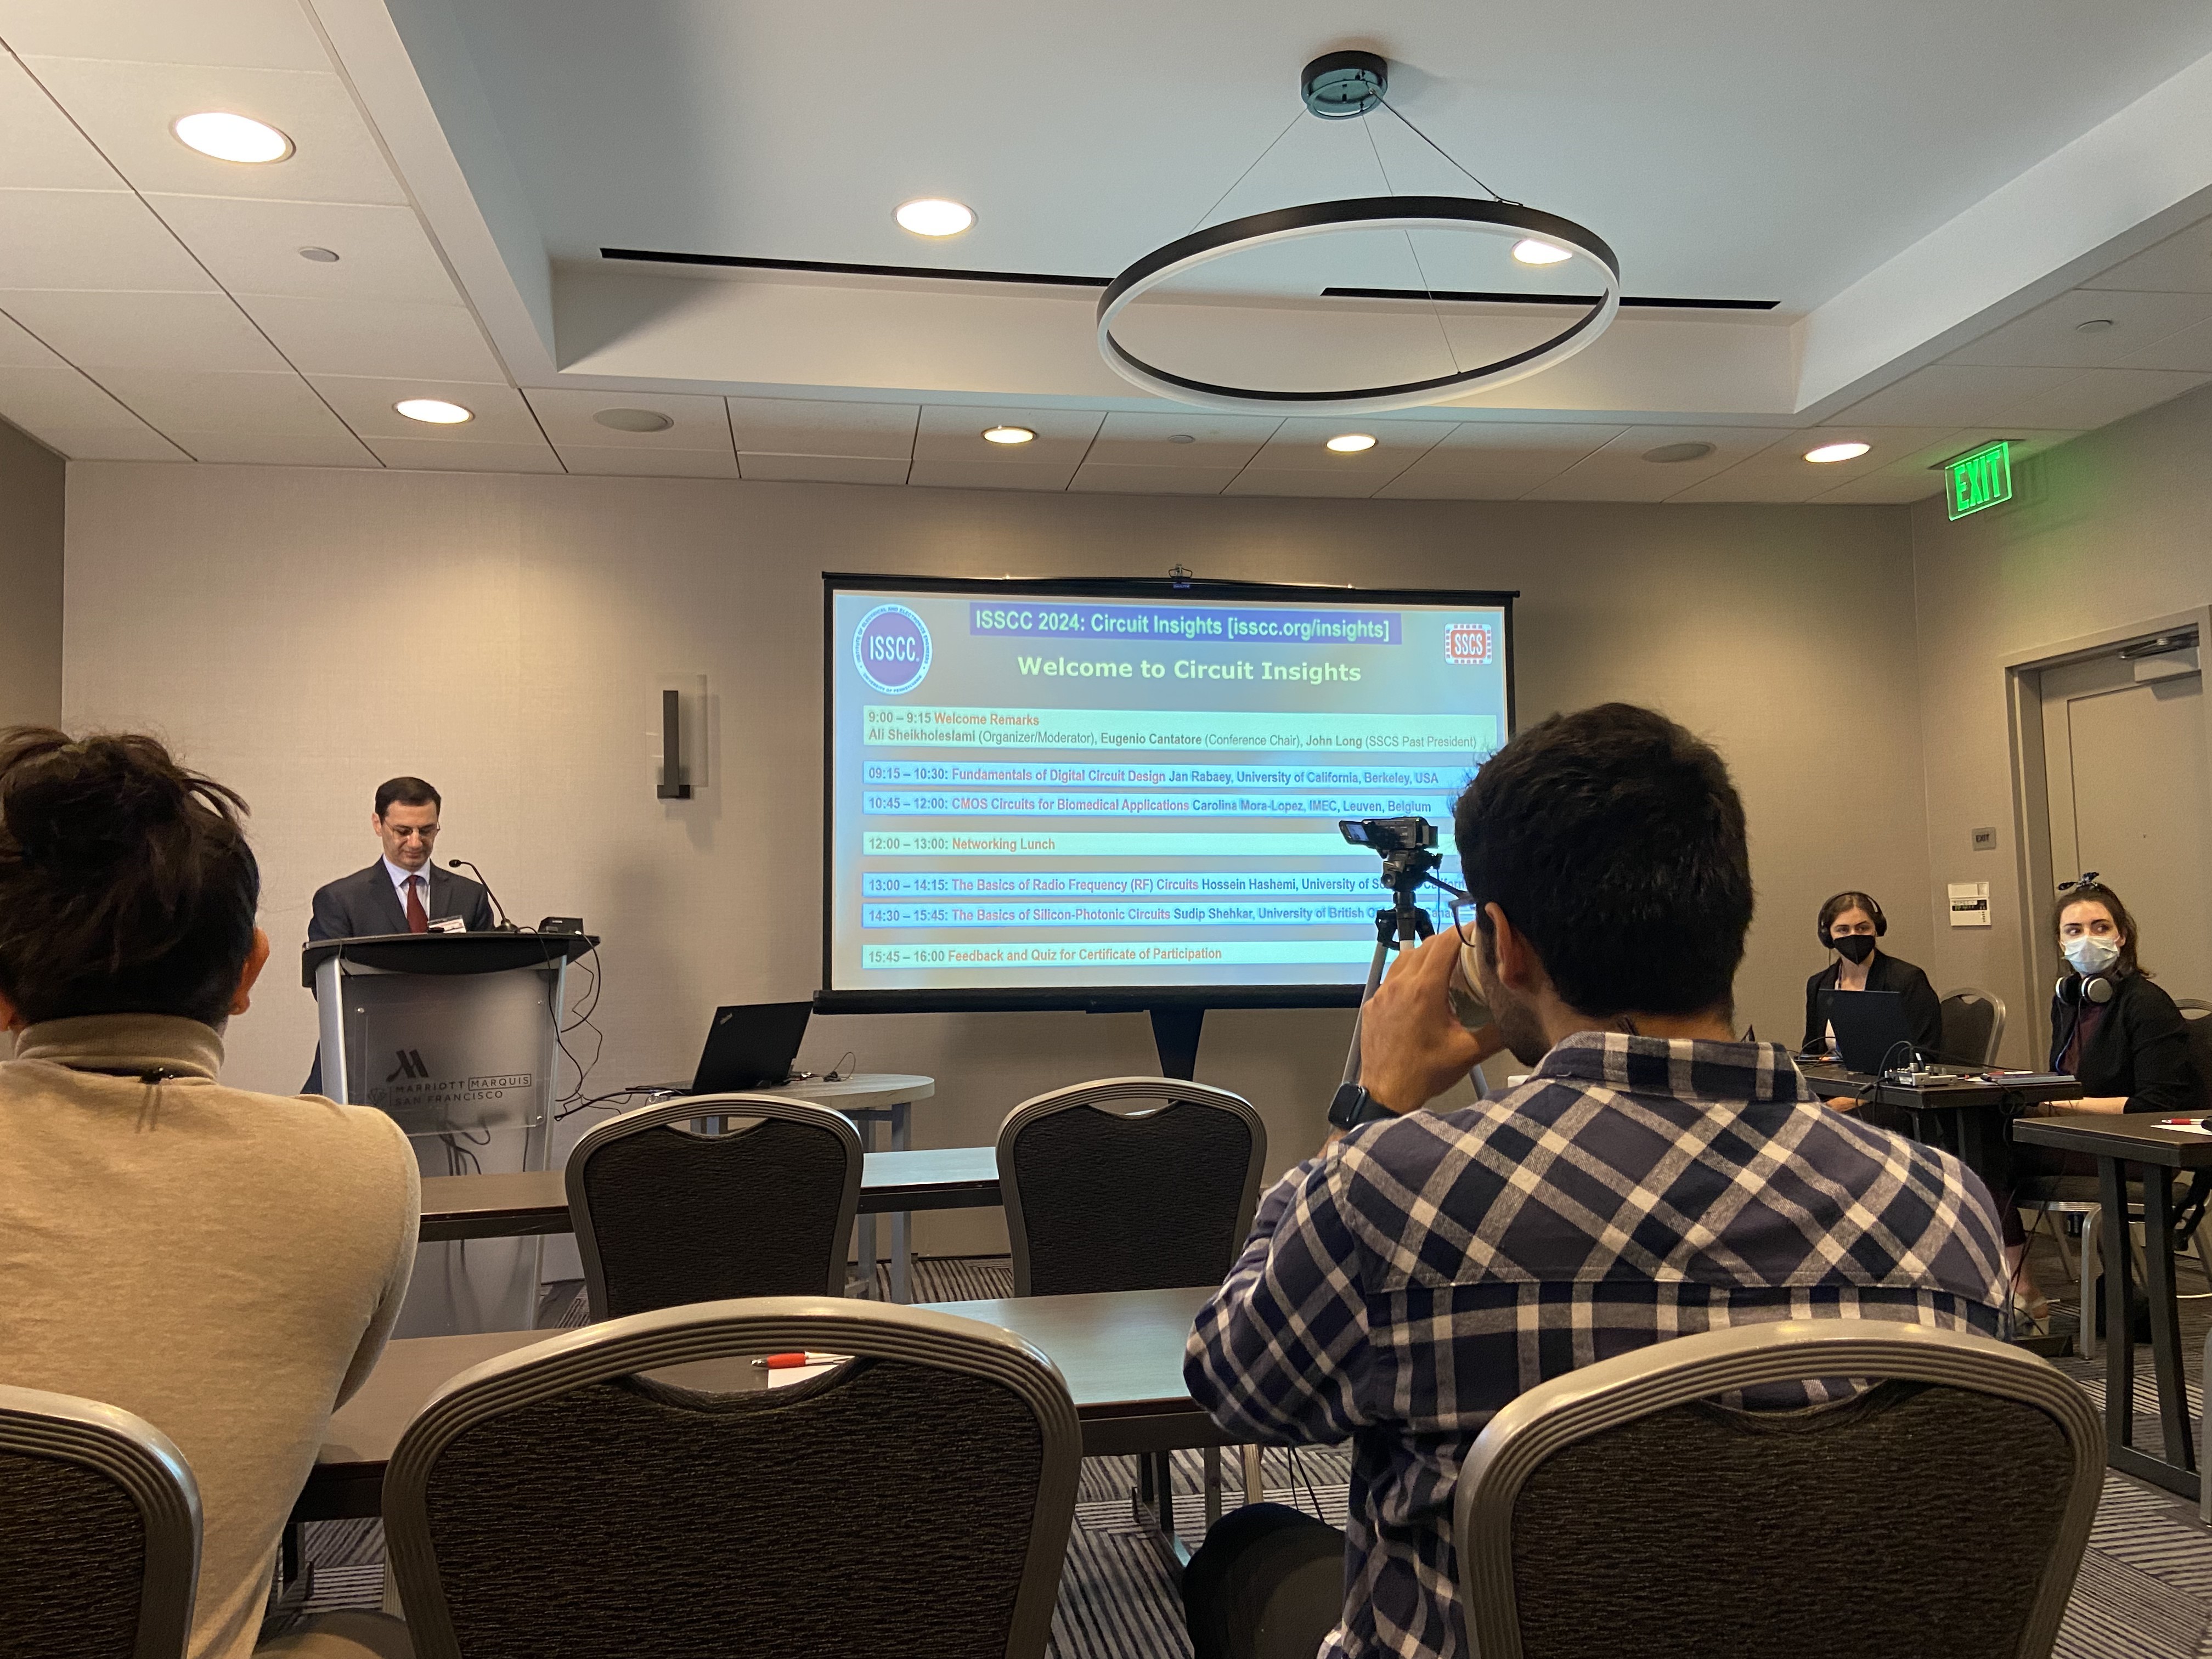 EXIT
ISSCC 2024: Circuit Insights [isscc.org/insights]
ISSCC
SSCS
Welcome to Circuit Insights
9:00 – 9:15 Welcome Remarks
Ali Sheikholeslami (Organizer/Moderator), Eugenio Cantatore (Conference Chair), John Long (SSCS Past President)
09:15 – 10:30: Fundamentals of Digital Circuit Design Jan Rabaey, University of California, Berkeley, USA
10:45 – 12:00: CMOS Circuits for Biomedical Applications Carolina Mora-Lopez, IMEC, Leuven, Belgium
12:00 – 13:00: Networking Lunch
13:00 – 14:15: The Basics of Radio Frequency (RF) Circuits Hossein Hashemi, University of
14:30 – 15:45: The Basics of Silicon-Photonic Circuits Sudip Shehkar, University of British
15:45 – 16:00 Feedback and Quiz for Certificate of Participation
EXIT
MARRIOTT MARQUIS
SAN FRANCISCO